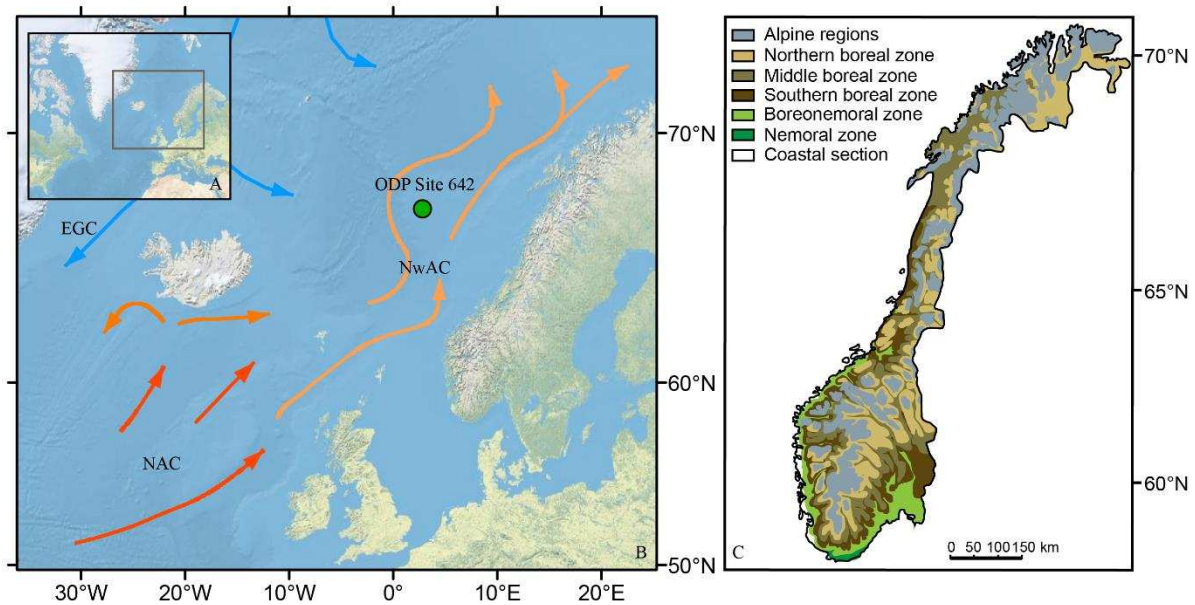 A
EGC
ODP Site 642
NwAC
NAC
B
70°N
60°N
50°N
30°W
20°W
10°W
0°
10°E
20°E
Alpine regions
Northern boreal zone
Middle boreal zone
Southern boreal zone
Boreonemoral zone
Nemoral zone
Coastal section
70°N
65°N
60°N
C
0 50 100 150 km